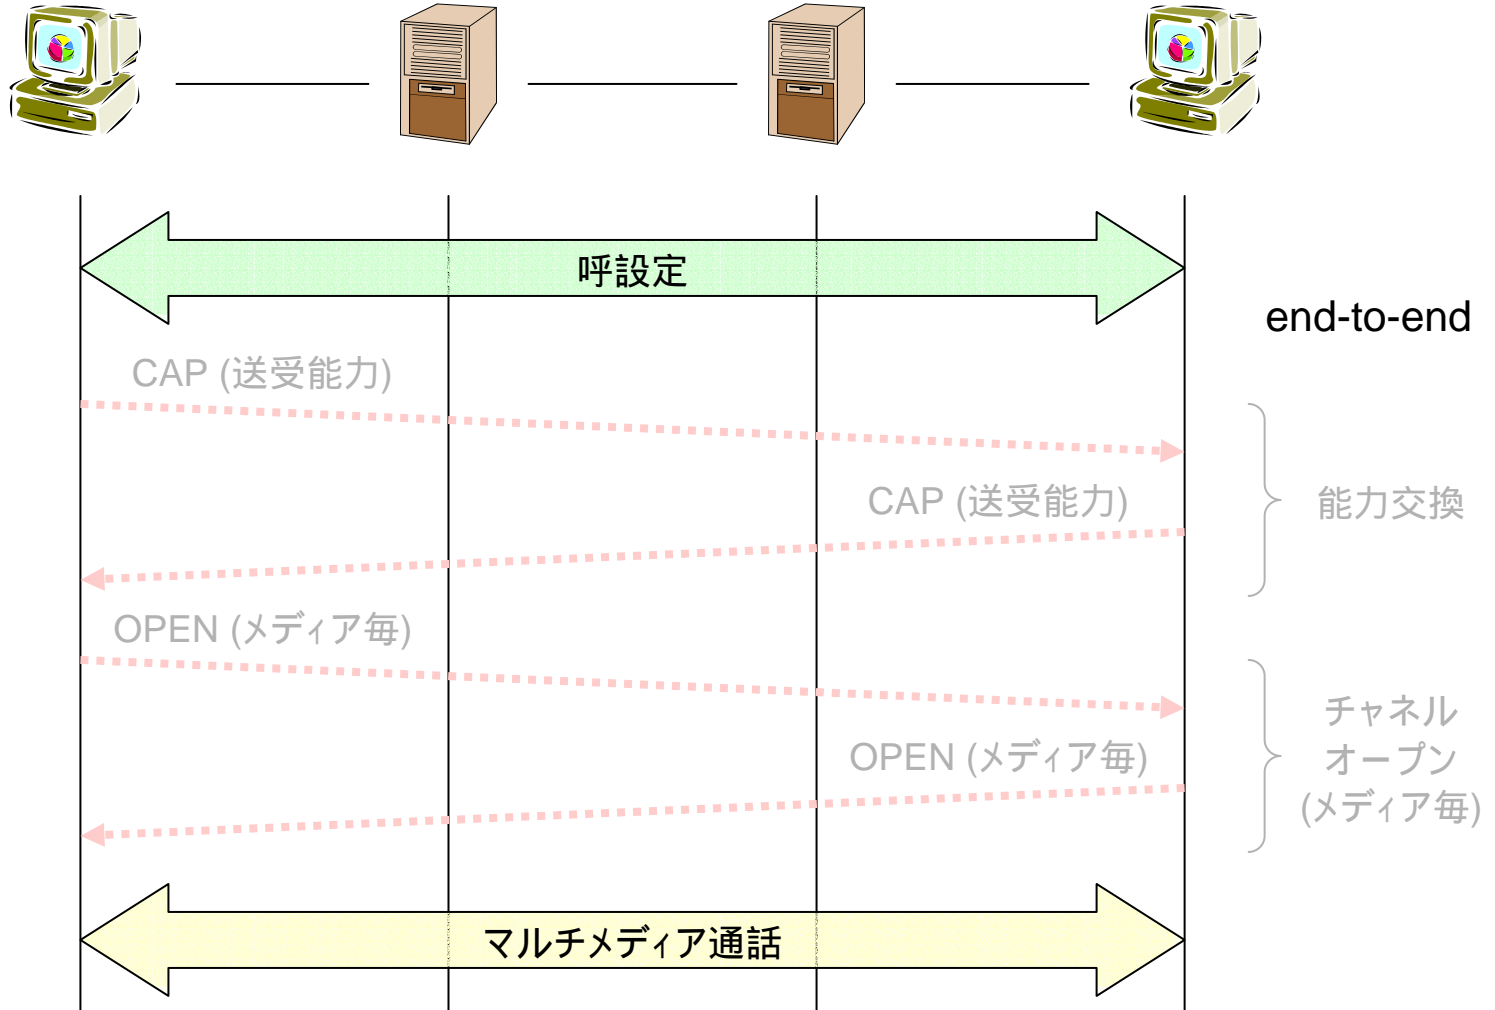 呼設定
end-to-end
CAP (送受能力)
CAP (送受能力)
能力交換
OPEN (メディア毎)
OPEN (メディア毎)
チャネル
オープン
(メディア毎)
マルチメディア通話